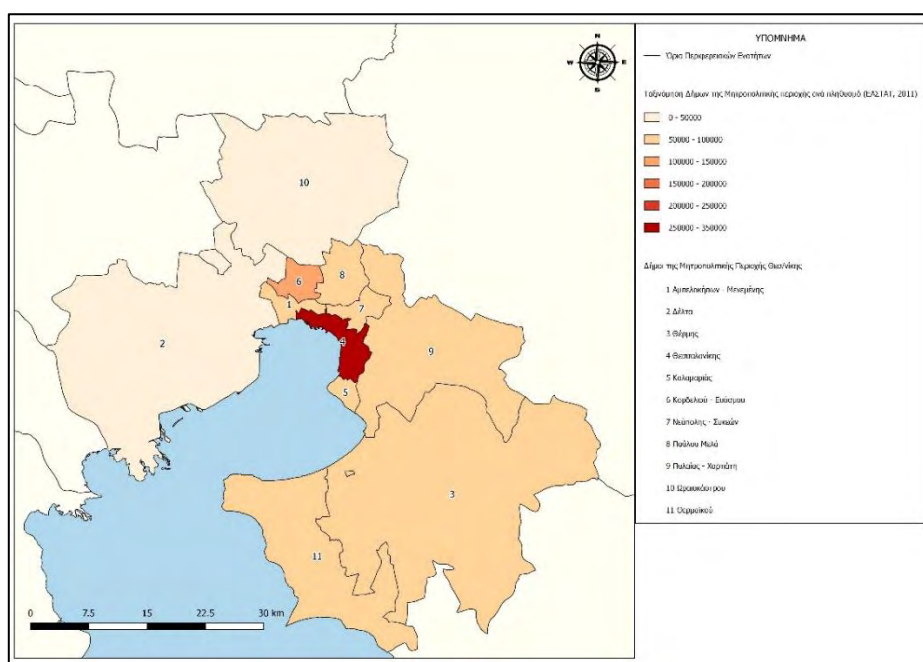 N
W E
S
ΥΠΟΜΝΗΜΑ
Όρια Περιφερειακών Ενοτήτων
Ταξινόμηση Δήμων της Μητροπολιτικής περιοχής ανά πληθυσμό (ΕΛΣΤΑΤ, 2011)
0 - 50000
50000 - 100000
100000 - 150000
150000 - 200000
200000 - 250000
250000 - 350000
Δήμοι της Μητροπολιτικής Περιοχής Θεσ/νίκης
1 Αμπελοκήπων - Μενεμένης
2 Δέλτα
3 Θέρμης
4 Θεσσαλονίκης
5 Καλαμαριάς
6 Κορδελιού - Ευόσμου
7 Νεάπολης - Συκεών
8 Παύλου Μελά
9 Πυλαίας - Χορτιάτη
10 Ωραιοκάστρου
11 Θερμαϊκού
10
8
6
1
7
2
4
9
5
3
11
0 7.5 15 22.5 30 km